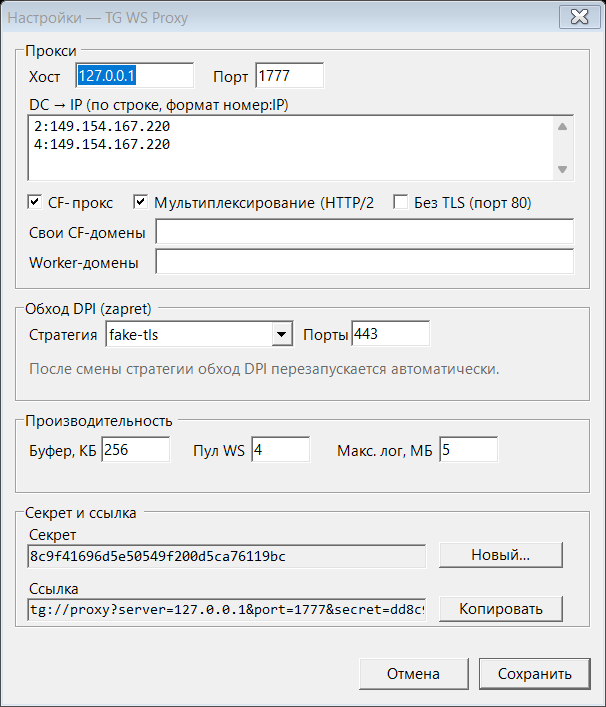 Настройки — TG WS Proxy
Прокси
Хост 127.0.0.1 Порт 1777
DC → IP (по строке, формат номер:IP)
2:149.154.167.220
4:149.154.167.220
CF-прокс Мультиплексирование (HTTP/2 Без TLS (порт 80)
Свои CF-домены
Worker-домены
Обход DPI (zapret)
Стратегия fake-tls Порты 443
После смены стратегии обход DPI перезапускается автоматически.
Производительность
Буфер, КБ 256 Пул WS 4 Макс. лог, МБ 5
Секрет и ссылка
Секрет
8c9f41696d5e50549f200d5ca76119bc Новый...
Ссылка
tg://proxy?server=127.0.0.1&port=1777&secret=dd8c9 Копировать
Отмена Сохранить